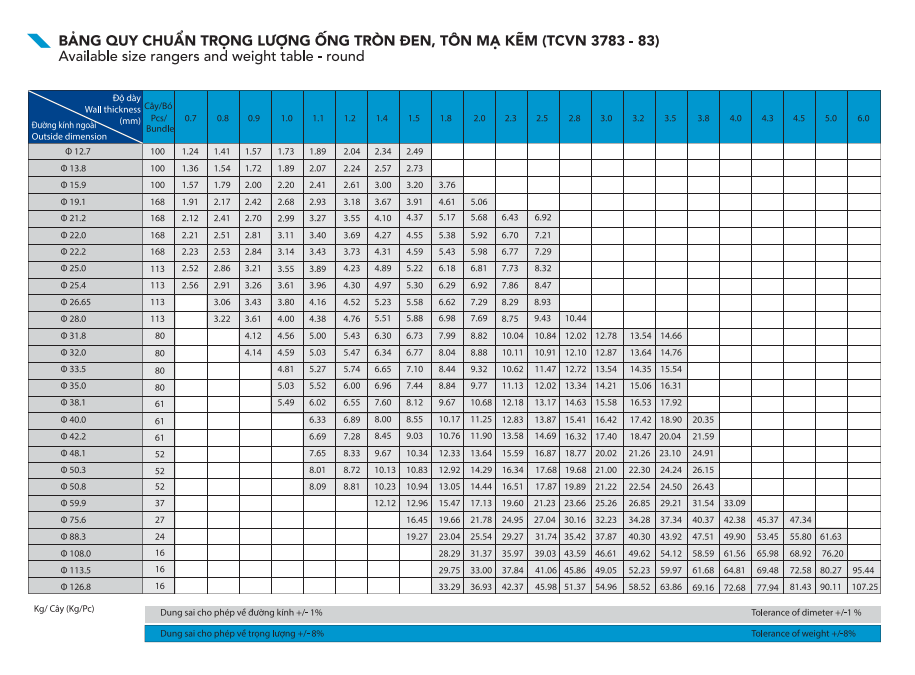 BẢNG QUY CHUẨN TRỌNG LƯỢNG ỐNG TRÒN ĐEN, TÔN MẠ KẼM (TCVN 3783 - 83)
Available size rangers and weight table - round
Độ dày
Wall thickness
(mm)
Đường kính ngoài
Outside dimension
Cây/Bó
Pcs/
Bundle
0.7 0.8 0.9 1.0 1.1 1.2 1.4 1.5 1.8 2.0 2.3 2.5 2.8 3.0 3.2 3.5 3.8 4.0 4.3 4.5 5.0 6.0
Φ 12.7 100 1.24 1.41 1.57 1.73 1.89 2.04 2.34 2.49
Φ 13.8 100 1.36 1.54 1.72 1.89 2.07 2.24 2.57 2.73
Φ 15.9 100 1.57 1.79 2.00 2.20 2.41 2.61 3.00 3.20 3.76
Φ 19.1 168 1.91 2.17 2.42 2.68 2.93 3.18 3.67 3.91 4.61 5.06
Φ 21.2 168 2.12 2.41 2.70 2.99 3.27 3.55 4.10 4.37 5.17 5.68 6.43 6.92
Φ 22.0 168 2.21 2.51 2.81 3.11 3.40 3.69 4.27 4.55 5.38 5.92 6.70 7.21
Φ 22.2 168 2.23 2.53 2.84 3.14 3.43 3.73 4.31 4.59 5.43 5.98 6.77 7.29
Φ 25.0 113 2.52 2.86 3.21 3.55 3.89 4.23 4.89 5.22 6.18 6.81 7.73 8.32
Φ 25.4 113 2.56 2.91 3.26 3.61 3.96 4.30 4.97 5.30 6.29 6.92 7.86 8.47
Φ 26.65 113 3.06 3.43 3.80 4.16 4.52 5.23 5.58 6.62 7.29 8.29 8.93
Φ 28.0 113 3.22 3.61 4.00 4.38 4.76 5.51 5.88 6.98 7.69 8.75 9.43 10.44
Φ 31.8 80 4.12 4.56 5.00 5.43 6.30 6.73 7.99 8.82 10.04 10.84 12.02 12.78 13.54 14.66
Φ 32.0 80 4.14 4.59 5.03 5.47 6.34 6.77 8.04 8.88 10.11 10.91 12.10 12.87 13.64 14.76
Φ 33.5 80 4.81 5.27 5.74 6.65 7.10 8.44 9.32 10.62 11.47 12.72 13.54 14.35 15.54
Φ 35.0 80 5.03 5.52 6.00 6.96 7.44 8.84 9.77 11.13 12.02 13.34 14.21 15.06 16.31
Φ 38.1 61 5.49 6.02 6.55 7.60 8.12 9.67 10.68 12.18 13.17 14.63 15.58 16.53 17.92
Φ 40.0 61 6.33 6.89 8.00 8.55 10.17 11.25 12.83 13.87 15.41 16.42 17.42 18.90 20.35
Φ 42.2 61 6.69 7.28 8.45 9.03 10.76 11.90 13.58 14.69 16.32 17.40 18.47 20.04 21.59
Φ 48.1 52 7.65 8.33 9.67 10.34 12.33 13.64 15.59 16.87 18.77 20.02 21.26 23.10 24.91
Φ 50.3 52 8.01 8.72 10.13 10.83 12.92 14.29 16.34 17.68 19.68 21.00 22.30 24.24 26.15
Φ 50.8 52 8.09 8.81 10.23 10.94 13.05 14.44 16.51 17.87 19.89 21.22 22.54 24.50 26.43
Φ 59.9 37 12.12 12.96 15.47 17.13 19.60 21.23 23.66 25.26 26.85 29.21 31.54 33.09
Φ 75.6 27 16.45 19.66 21.78 24.95 27.04 30.16 32.23 34.28 37.34 40.37 42.38 45.37 47.34
Φ 88.3 24 19.27 23.04 25.54 29.27 31.74 35.42 37.87 40.30 43.92 47.51 49.90 53.45 55.80 61.63
Φ 108.0 16 28.29 31.37 35.97 39.03 43.59 46.61 49.62 54.12 58.59 61.56 65.98 68.92 76.20
Φ 113.5 16 29.75 33.00 37.84 41.06 45.86 49.05 52.23 59.97 61.68 64.81 69.48 72.58 80.27 95.44
Φ 126.8 16 33.29 36.93 42.37 45.98 51.37 54.96 58.52 63.86 69.16 72.68 77.94 81.43 90.11 107.25
Kg/ Cây (Kg/Pc)
Dung sai cho phép về đường kính +/- 1% Tolerance of dimeter +/-1 %
Dung sai cho phép về trọng lượng +/- 8% Tolerance of weight +/-8%